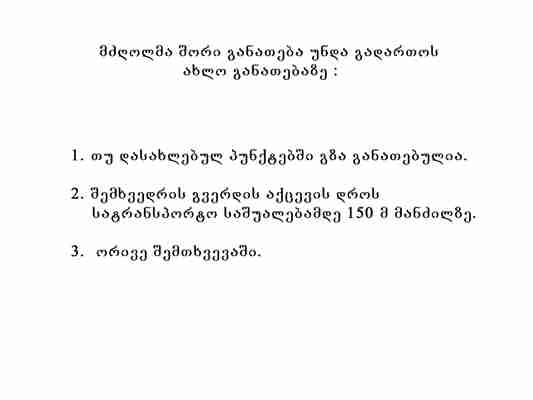 მძღოლმა შორი განათება უნდა გადართოს
ახლო განათებაზე :
1. თუ დასახლებულ პუნქტებში გზა განათებულია.
2. შემხვედრის გვერდის აქცევის დროს
სატრანსპორტო საშუალებამდე 150 მ მანძილზე.
3. ორივე შემთხვევაში.